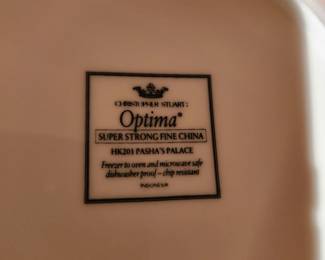 CHRISTOPHER STUART
Optima®
SUPER STRONG FINE CHINA
HK201 PASHA'S PALACE
Freezer to oven and microwave safe
dishwasher proof – chip resistant
INDONESIA